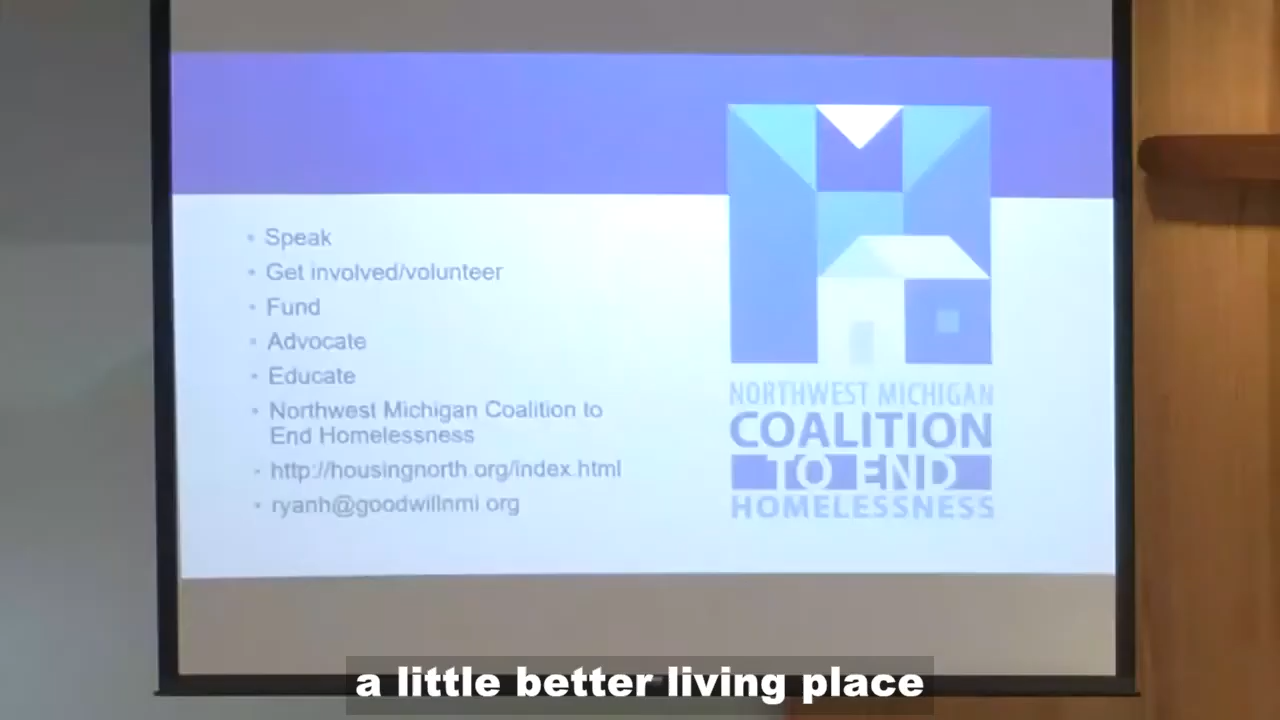 • Speak
• Get involved/volunteer
• Fund
• Advocate
• Educate
• Northwest Michigan Coalition to
End Homelessness
• http://housingnorth.org/index.html
• ryanh@goodwillnmi org
NORTHWEST MICHIGAN
COALITION
TO END
HOMELESSNESS
a little better living place